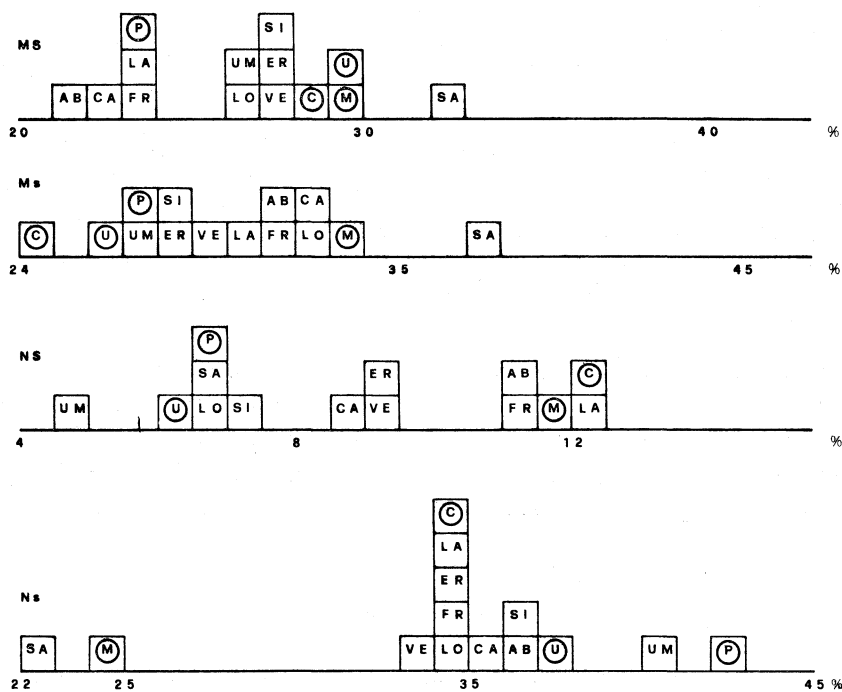 MS
P SI
LA UM ER U
AB CA FR LO VE C M SA
20 30 40 %
Ms
P SI AB CA
C U UM ER VE LA FR LO M SA
24 35 45 %
NS
P
SA ER AB C
UM U LO SI CA VE FR M LA
4 8 12 %
Ns
C
LA
ER
FR SI
SA M VE LO CA AB U UM P
22 25 35 45 %